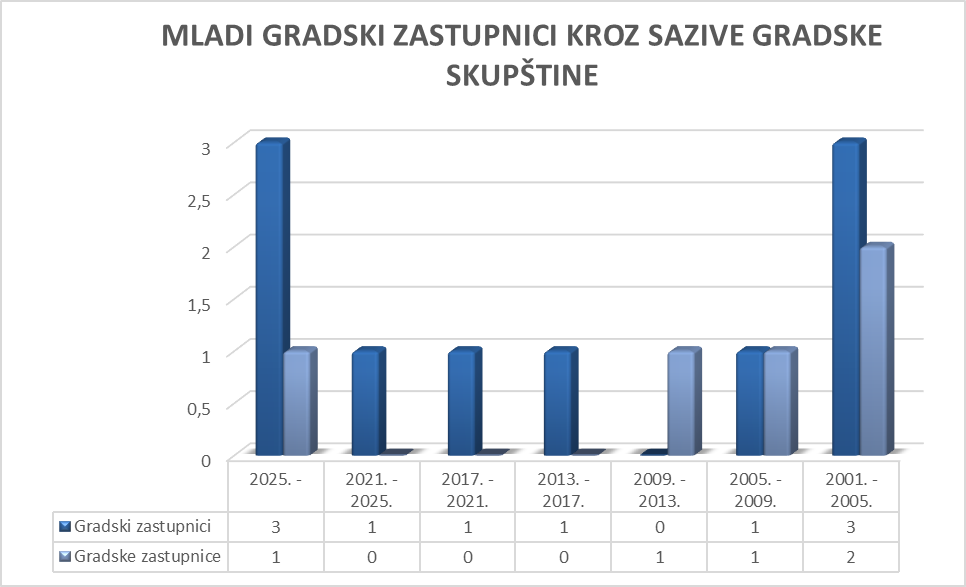 MLADI GRADSKI ZASTUPNICI KROZ SAZIVE GRADSKE
SKUPŠTINE
3
2,5
2
1,5
1
0,5
0
2025. - 2021. - 2017. - 2013. - 2009. - 2005. - 2001. -
2025. 2021. 2017. 2013. 2009. 2005.
Gradski zastupnici 3 1 1 1 0 1 3
Gradske zastupnice 1 0 0 0 1 1 2